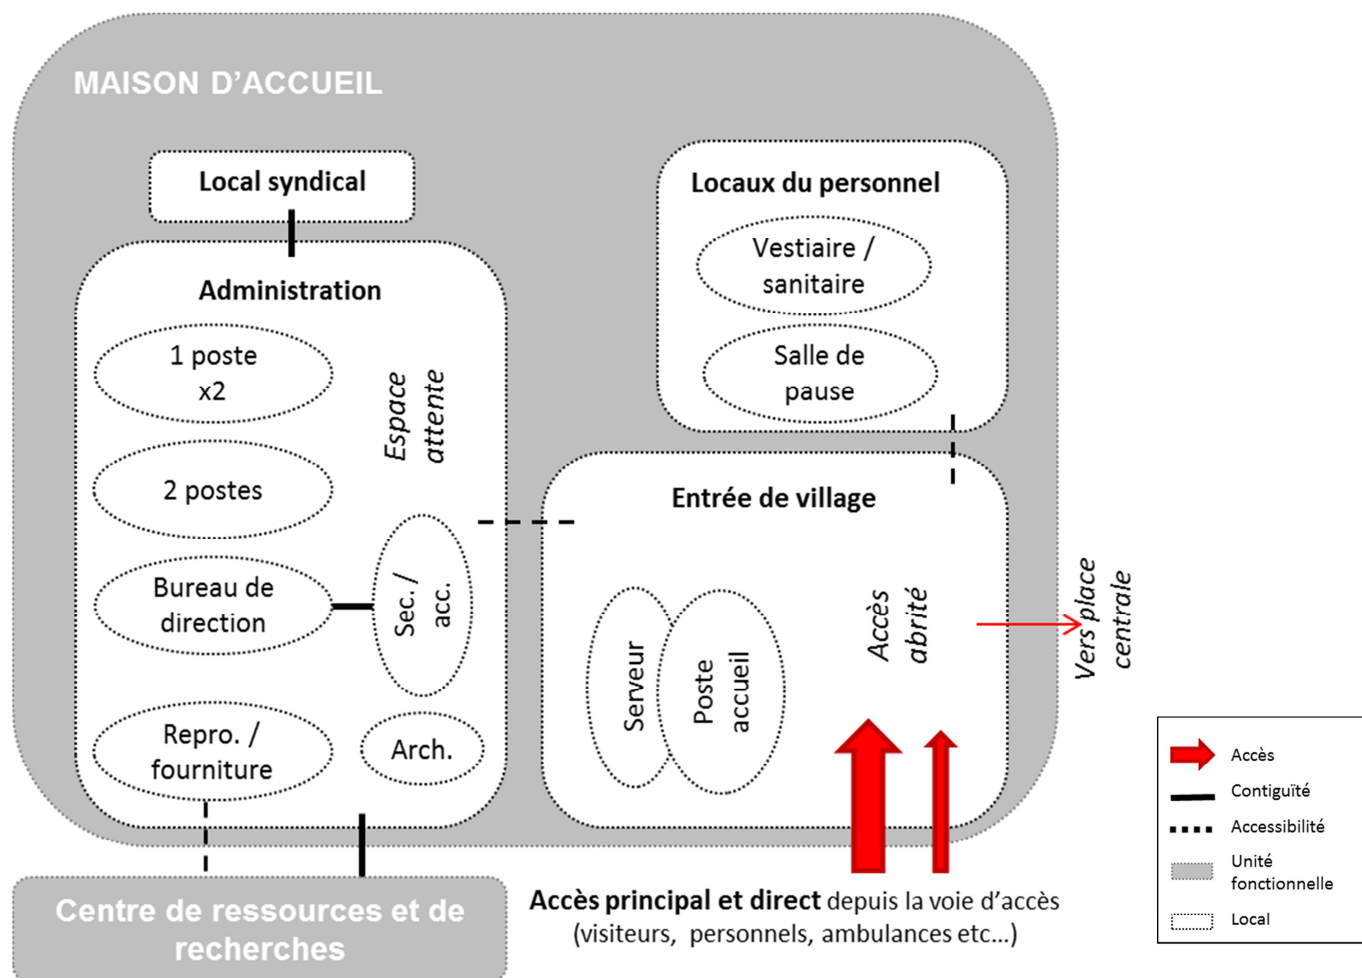 MAISON D’ACCUEIL
Local syndical
Administration
1 poste
x2
2 postes
Bureau de
direction
Repro. /
fourniture
Espace
attente
Sec. /
acc.
Arch.
Locaux du personnel
Vestiaire /
sanitaire
Salle de
pause
Entrée de village
Serveur
Poste
accueil
Accès
abrité
Vers place
centrale
Centre de ressources et de
recherches
Accès principal et direct depuis la voie d’accès
(visiteurs, personnels, ambulances etc...)
Accès
Contiguïté
Accessibilité
Unité
fonctionnelle
Local